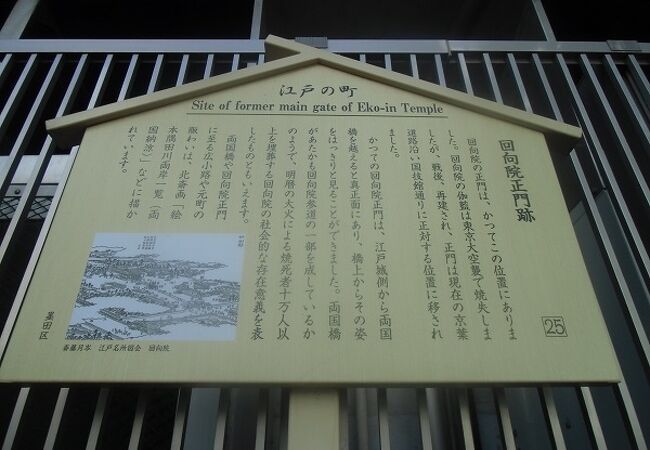 江戸の町
Site of former main gate of Eko-in Temple
回向院正門跡
回向院の正門は、かつてこの位置にありま
した。回向院の伽藍は東京大空襲で焼失しま
したが、戦後、再建され、正門は現在の京葉
道路沿い国技館通りに正対する位置に移され
ました。
かつての回向院正門は、江戸城側から両国
橋を越えると真正面にあり、橋上からその姿
をはっきりと見ることができました。両国橋
があたかも回向院参道の一部を成しているか
のようで、明暦の大火による焼死者十万人以
上を埋葬する回向院の社会的な存在意義を表
したものともいえます。
両国橋や回向院正門
に至る広小路や元町の
賑わいは、北斎画「絵
本隅田川両岸一覧(両
国納涼)」などに描か
れています。
25
斎藤月岑 江戸名所図会 回向院
墨田区